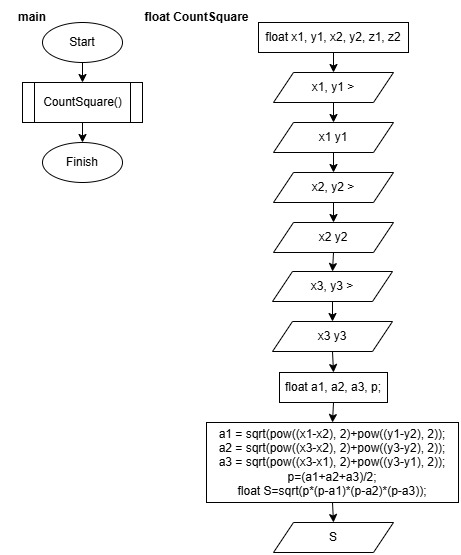 main
Start
CountSquare()
Finish
float CountSquare
float x1, y1, x2, y2, z1, z2
x1, y1 >
x1 y1
x2, y2 >
x2 y2
x3, y3 >
x3 y3
float a1, a2, a3, p;
a1 = sqrt(pow((x1-x2), 2)+pow((y1-y2), 2));
a2 = sqrt(pow((x3-x2), 2)+pow((y3-y2), 2));
a3 = sqrt(pow((x3-x1), 2)+pow((y3-y1), 2));
p=(a1+a2+a3)/2;
float S=sqrt(p*(p-a1)*(p-a2)*(p-a3));
S